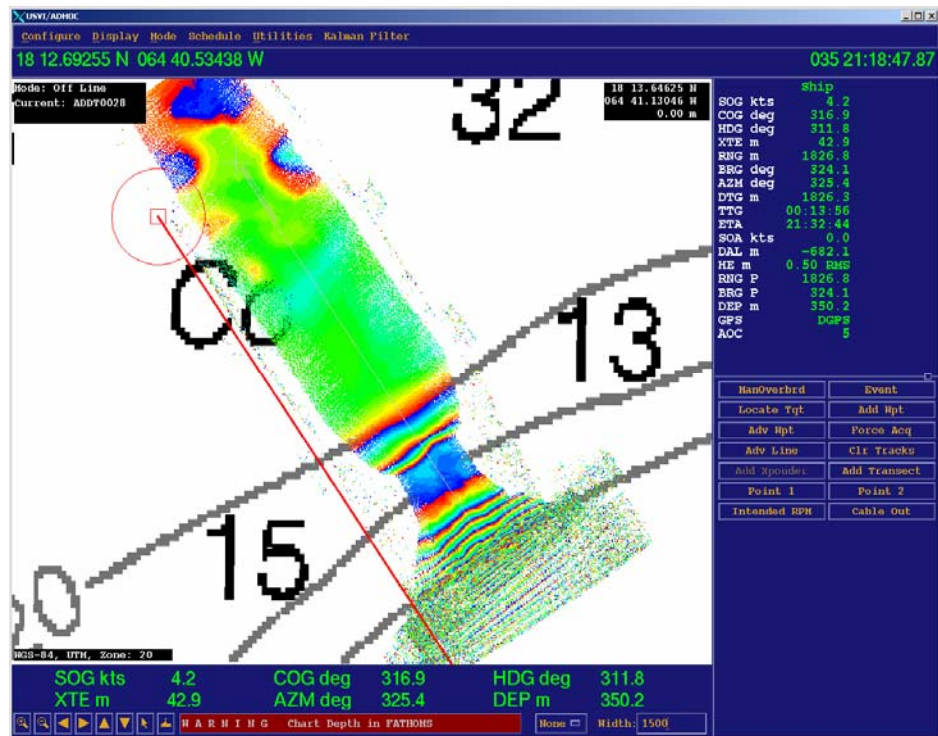 USVI/ADHOC
Configure Display Mode Schedule Utilities Kalman Filter
18 12.69255 N 064 40.53438 W 035 21:18:47.87
Mode: Off Line
Current: ADDT0028
18 13.64625 N
064 41.13046 W
0.00 m
32
Co
13
15
20
WGS-84, UTM, Zone: 20
Ship
SOG kts 4.2
COG deg 316.9
HDG deg 311.8
XTE m 42.9
RNG m 1826.8
BRG deg 324.1
AZM deg 325.4
DTG m 1826.3
TTG 00:13:56
ETA 21:32:44
SOA kts 0.0
DAL m -682.1
HE m 0.50 RMS
RNG P 1826.8
BRG P 324.1
DEP m 350.2
GPS DGPS
AOC 5
ManOverbrd Event
Locate Tgt Add Wpt
Adv Wpt Force Acq
Adv Line Clr Tracks
Add Xponder Add Transect
Point 1 Point 2
Intended RPM Cable Out
SOG kts 4.2 COG deg 316.9 HDG deg 311.8
XTE m 42.9 AZM deg 325.4 DEP m 350.2
W A R N I N G Chart Depth in FATHOMS None Width: 1500